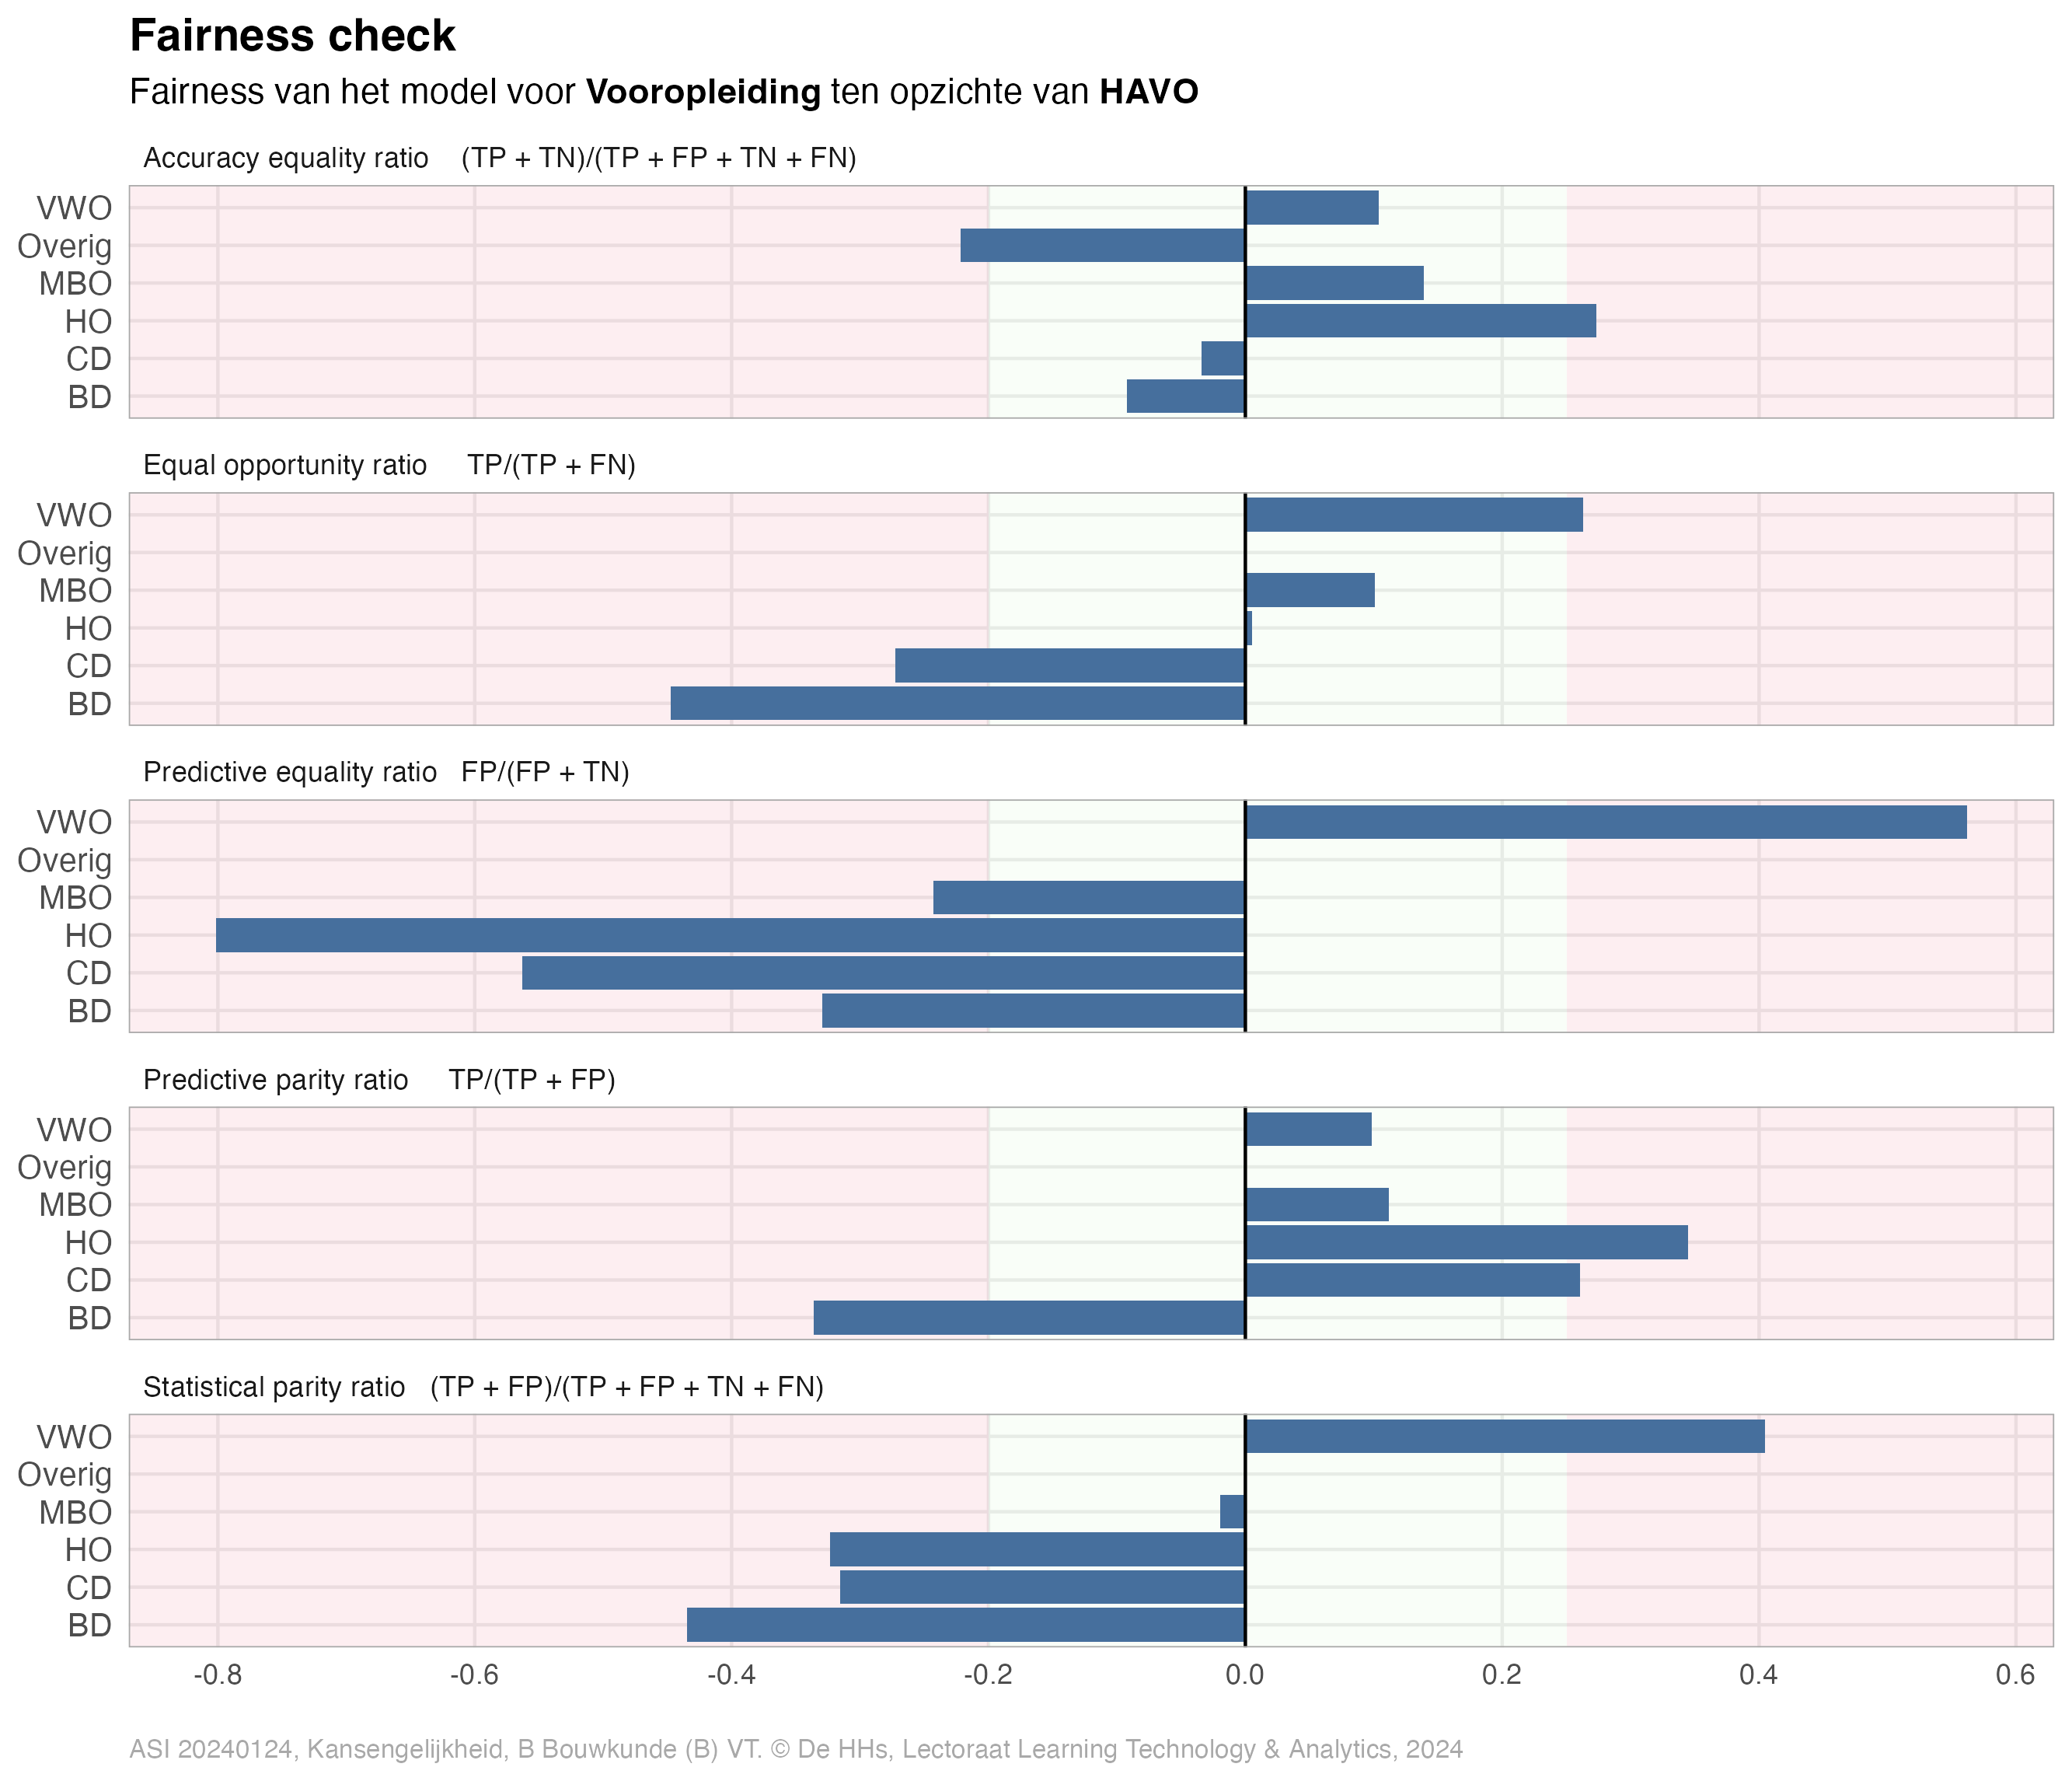 Fairness check
Fairness van het model voor Vooropleiding ten opzichte van HAVO
Accuracy equality ratio (TP + TN)/(TP + FP + TN + FN)
VWO
Overig
MBO
HO
CD
BD
Equal opportunity ratio TP/(TP + FN)
VWO
Overig
MBO
HO
CD
BD
Predictive equality ratio FP/(FP + TN)
VWO
Overig
MBO
HO
CD
BD
Predictive parity ratio TP/(TP + FP)
VWO
Overig
MBO
HO
CD
BD
Statistical parity ratio (TP + FP)/(TP + FP + TN + FN)
VWO
Overig
MBO
HO
CD
BD
-0.8 -0.6 -0.4 -0.2 0.0 0.2 0.4 0.6
ASI 20240124, Kansengelijkheid, B Bouwkunde (B) VT. © De HHs, Lectoraat Learning Technology & Analytics, 2024